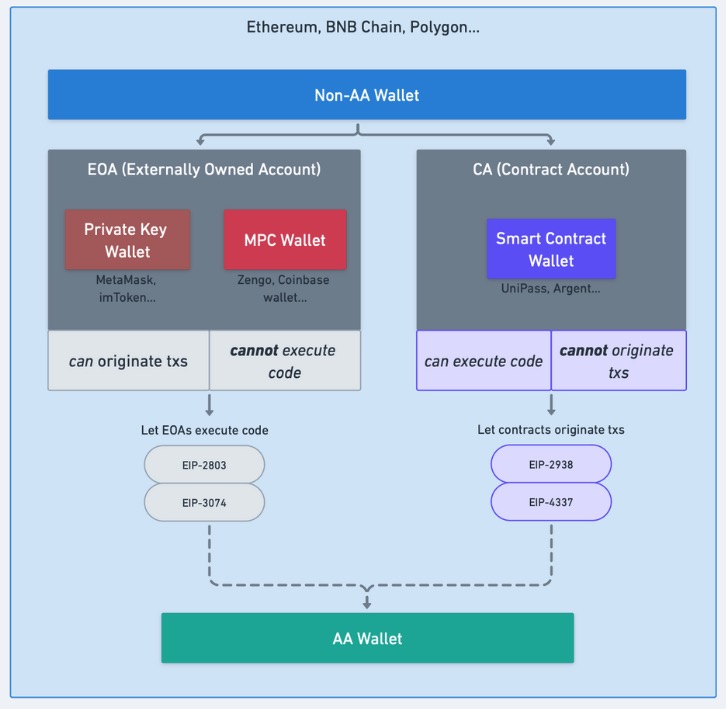 Ethereum, BNB Chain, Polygon...
Non-AA Wallet
EOA (Externally Owned Account)
Private Key
Wallet
MetaMask,
imToken...
MPC Wallet
Zengo, Coinbase
wallet...
CA (Contract Account)
Smart Contract
Wallet
UniPass, Argent...
can originate txs
cannot execute
code
can execute code
cannot originate
txs
Let EOAs execute code
EIP-2803
EIP-3074
Let contracts originate txs
EIP-2938
EIP-4337
AA Wallet